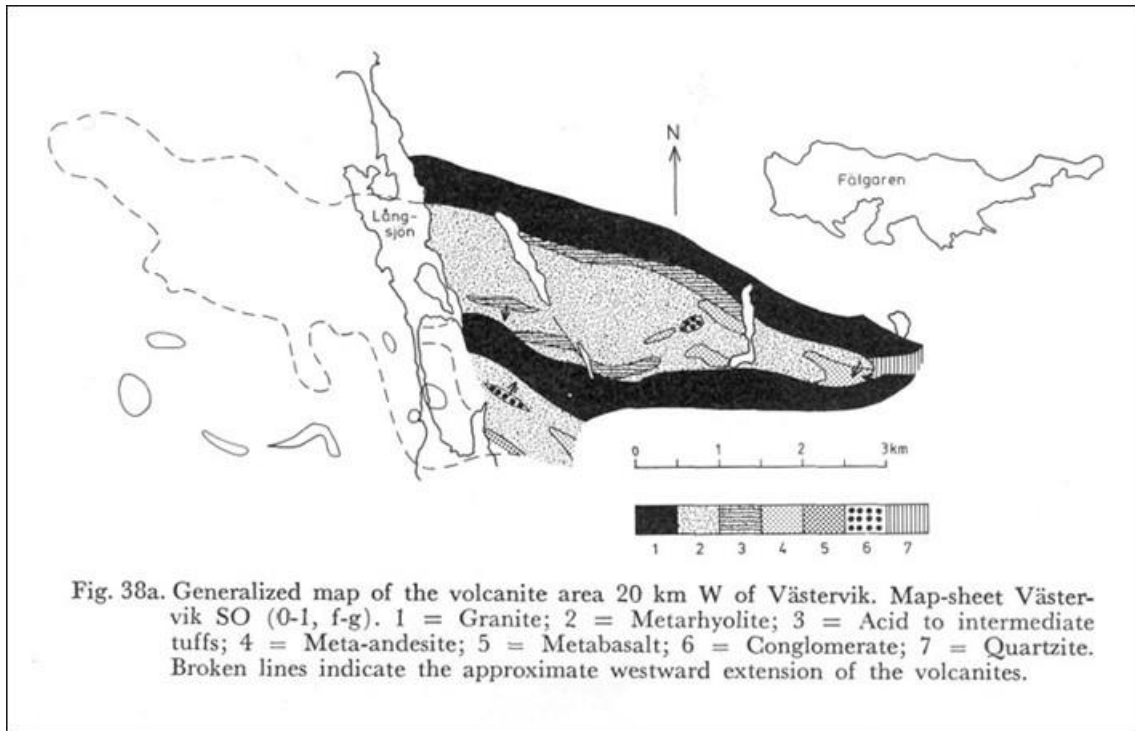 N
Fälgaren
Lång-
sjön
0 1 2 3 km
1 2 3 4 5 6 7
Fig. 38a. Generalized map of the volcanite area 20 km W of Västervik. Map-sheet Väster-
vik SO (0-1, f-g). 1 = Granite; 2 = Metarhyolite; 3 = Acid to intermediate
tuffs; 4 = Meta-andesite; 5 = Metabasalt; 6 = Conglomerate; 7 = Quartzite.
Broken lines indicate the approximate westward extension of the volcanites.